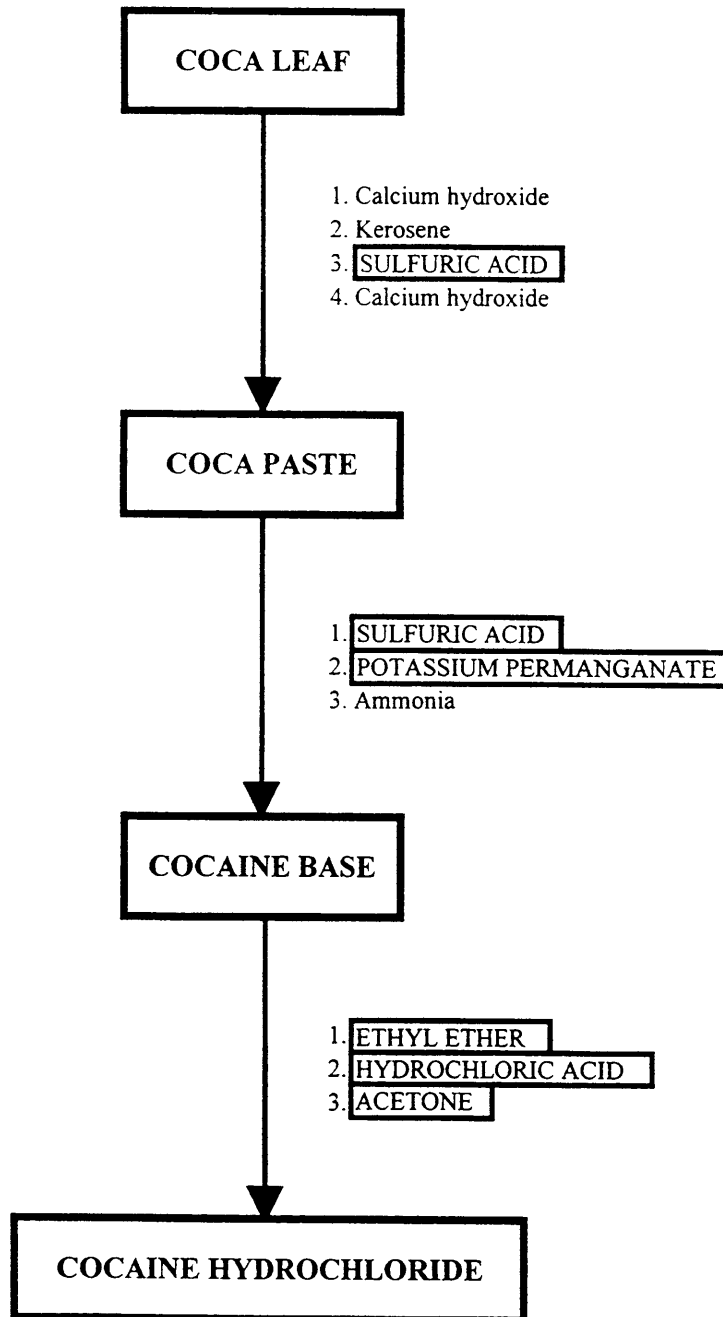 COCA LEAF
1. Calcium hydroxide
2. Kerosene
3. SULFURIC ACID
4. Calcium hydroxide
COCA PASTE
1. SULFURIC ACID
2. POTASSIUM PERMANGANATE
3. Ammonia
COCAINE BASE
1. ETHYL ETHER
2. HYDROCHLORIC ACID
3. ACETONE
COCAINE HYDROCHLORIDE